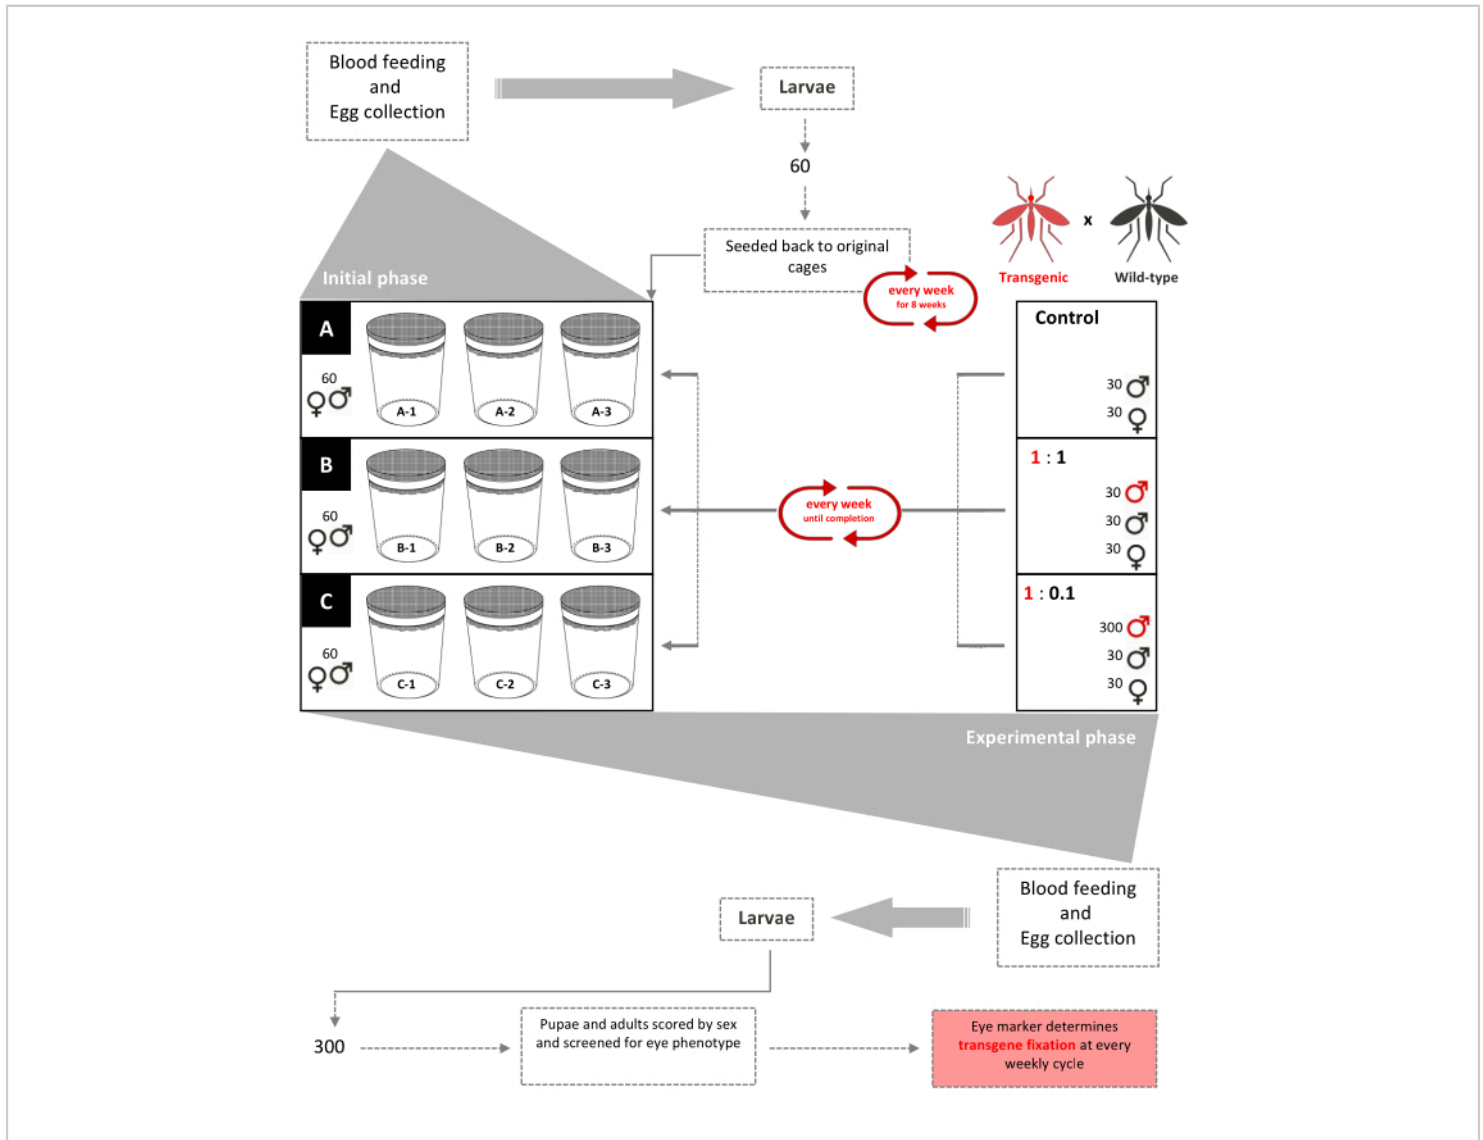 Blood feeding
and
Egg collection
Larvae
60
Seeded back to original
cages
every week
for 8 weeks
x
Transgenic
Wild-type
Initial phase
A
60
A-1
A-2
A-3
B
60
B-1
B-2
B-3
C
60
C-1
C-2
C-3
every week
until completion
Control
30
30
1 : 1
30
30
30
1 : 0.1
300
30
30
Experimental phase
Blood feeding
and
Egg collection
Larvae
300
Pupae and adults scored by sex
and screened for eye phenotype
Eye marker determines
transgene fixation at every
weekly cycle